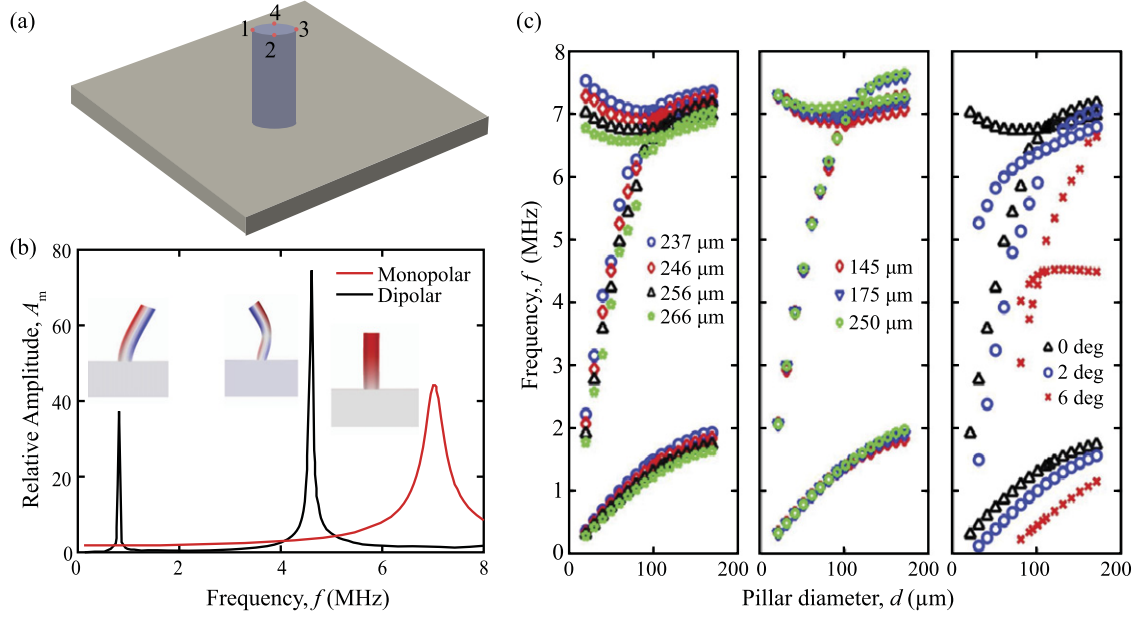 (a)
4
1
3
2
(b)
80
60
40
20
0
Relative Amplitude, Am
Monopolar
Dipolar
0
2
4
6
8
Frequency, f (MHz)
(c)
8
7
6
5
4
3
2
1
0
Frequency, f (MHz)
237 μm
246 μm
256 μm
266 μm
145 μm
175 μm
250 μm
0 deg
2 deg
6 deg
0 100 200
0 100 200
0 100 200
Pillar diameter, d (μm)